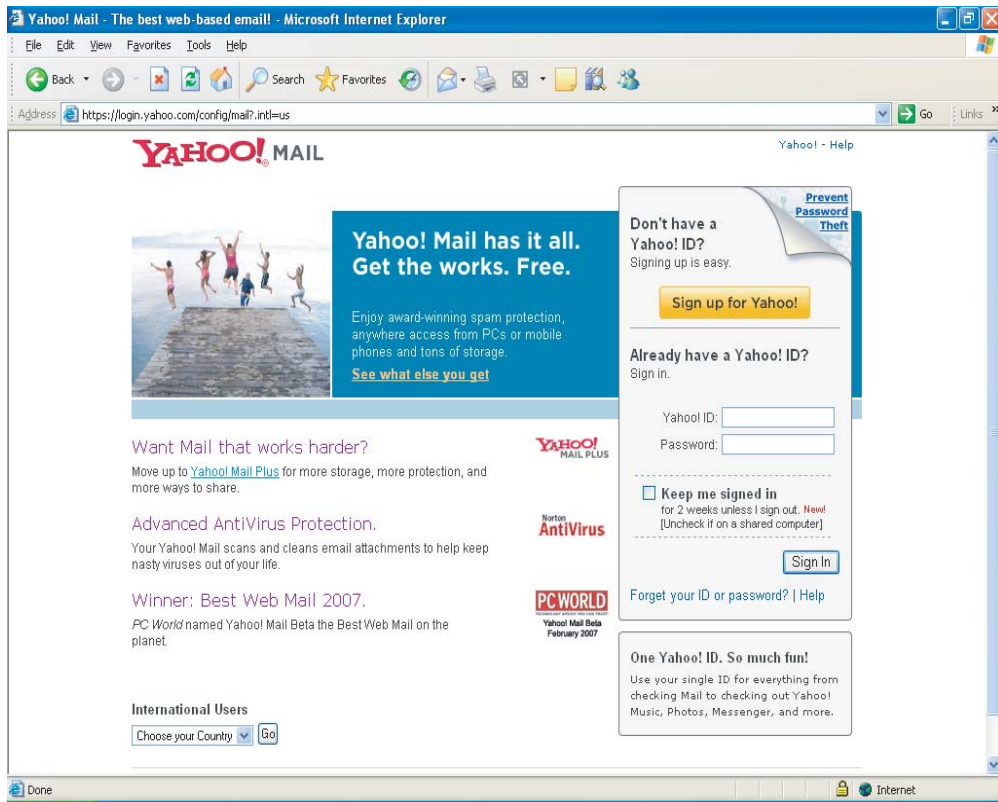 Yahoo! Mail - The best web-based email! - Microsoft Internet Explorer
File Edit View Favorites Tools Help
Back Search Favorites
Address https://login.yahoo.com/config/mail?.intl=us Go Links »
YAHOO! MAIL
Yahoo! - Help
Yahoo! Mail has it all.
Get the works. Free.
Enjoy award-winning spam protection,
anywhere access from PCs or mobile
phones and tons of storage.
See what else you get
Want Mail that works harder?
Move up to Yahoo! Mail Plus for more storage, more protection, and
more ways to share.
YAHOO!
MAIL PLUS
Advanced AntiVirus Protection.
Your Yahoo! Mail scans and cleans email attachments to help keep
nasty viruses out of your life.
Norton
AntiVirus
Winner: Best Web Mail 2007.
PC World named Yahoo! Mail Beta the Best Web Mail on the
planet.
PC WORLD
TECHNOLOGY ADVICE YOU CAN TRUST
Yahoo! Mail Beta
February 2007
International Users
Choose your Country Go
Prevent
Password
Theft
Don't have a
Yahoo! ID?
Signing up is easy.
Sign up for Yahoo!
Already have a Yahoo! ID?
Sign in.
Yahoo! ID:
Password:
Keep me signed in
for 2 weeks unless I sign out. New!
[Uncheck if on a shared computer]
Sign In
Forget your ID or password? | Help
One Yahoo! ID. So much fun!
Use your single ID for everything from
checking Mail to checking out Yahoo!
Music, Photos, Messenger, and more.
Done
Internet